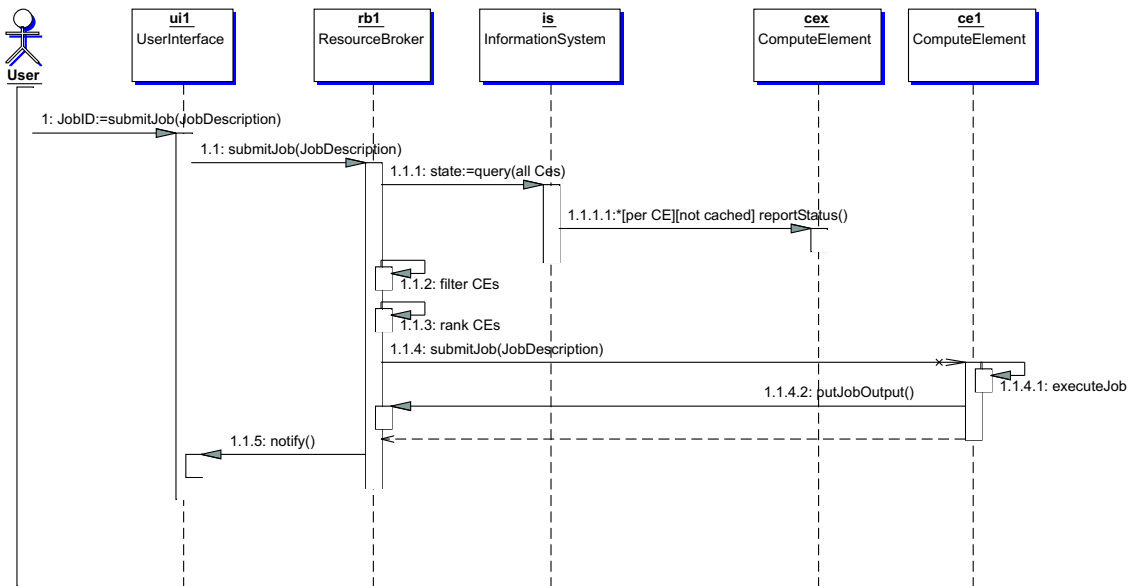 ui1
UserInterface
rb1
ResourceBroker
is
InformationSystem
cex
ComputeElement
ce1
ComputeElement
User
1: JobID:=submitJob(JobDescription)
1.1: submitJob(JobDescription)
1.1.1: state:=query(all Ces)
1.1.1.1:*[per CE][not cached] reportStatus()
1.1.2: filter CEs
1.1.3: rank CEs
1.1.4: submitJob(JobDescription)
1.1.4.1: executeJob
1.1.4.2: putJobOutput()
1.1.5: notify()